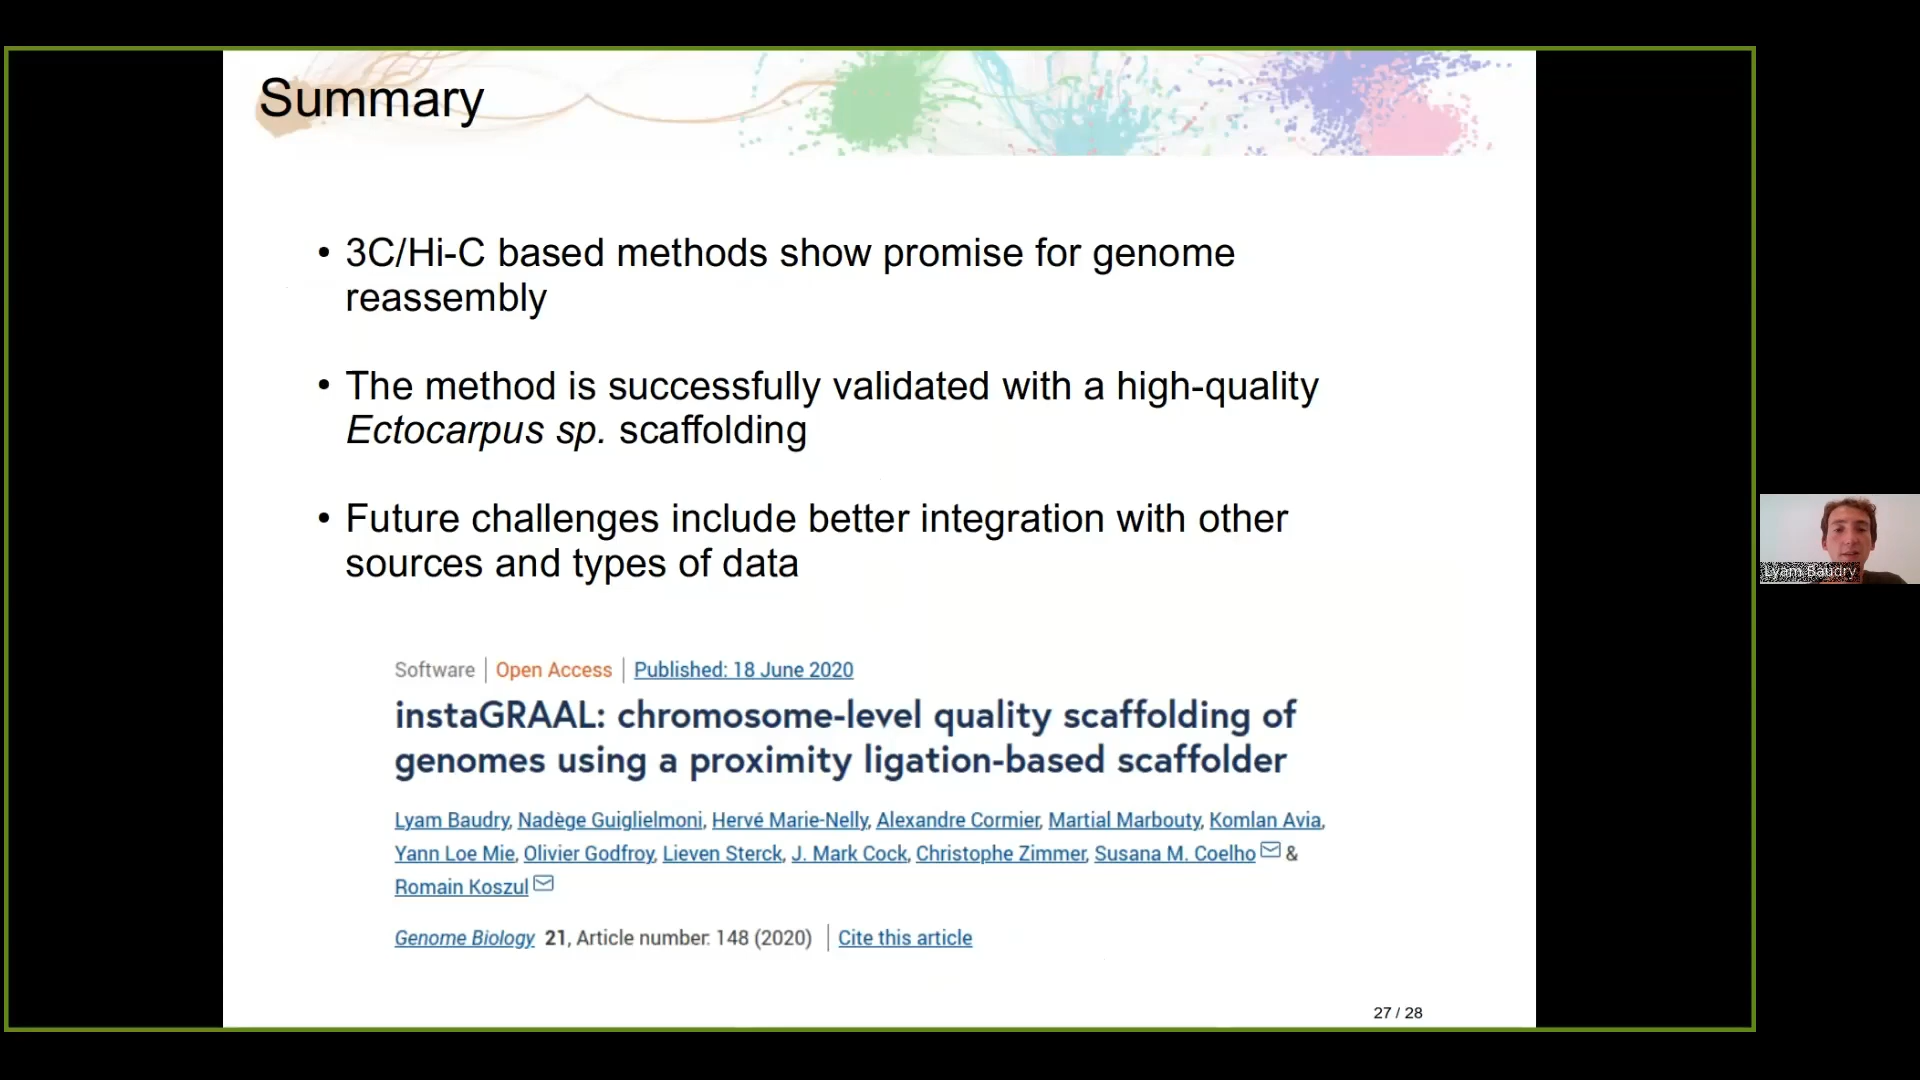 Summary
• 3C/Hi-C based methods show promise for genome
reassembly
• The method is successfully validated with a high-quality
Ectocarpus sp. scaffolding
• Future challenges include better integration with other
sources and types of data
Software | Open Access | Published: 18 June 2020
instaGRAAL: chromosome-level quality scaffolding of
genomes using a proximity ligation-based scaffolder
Lyam Baudry, Nadège Guiglielmoni, Hervé Marie-Nelly, Alexandre Cormier, Martial Marbouty, Komlan Avia,
Yann Loe Mie, Olivier Godfroy, Lieven Sterck, J. Mark Cock, Christophe Zimmer, Susana M. Coelho &
Romain Koszul
Genome Biology 21, Article number: 148 (2020) | Cite this article
27 / 28
Lyam Baudry